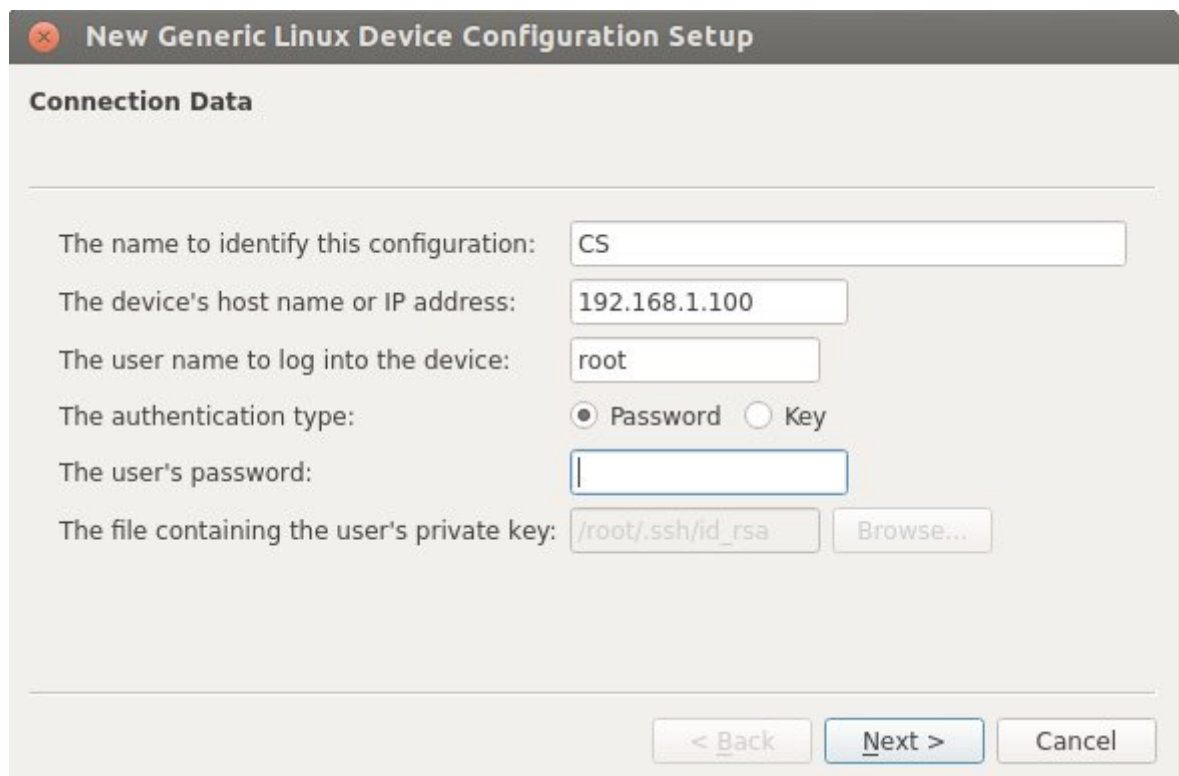 New Generic Linux Device Configuration Setup
Connection Data
The name to identify this configuration: CS
The device's host name or IP address: 192.168.1.100
The user name to log into the device: root
The authentication type: Password Key
The user's password:
The file containing the user's private key: /root/.ssh/id_rsa Browse...
< Back Next > Cancel